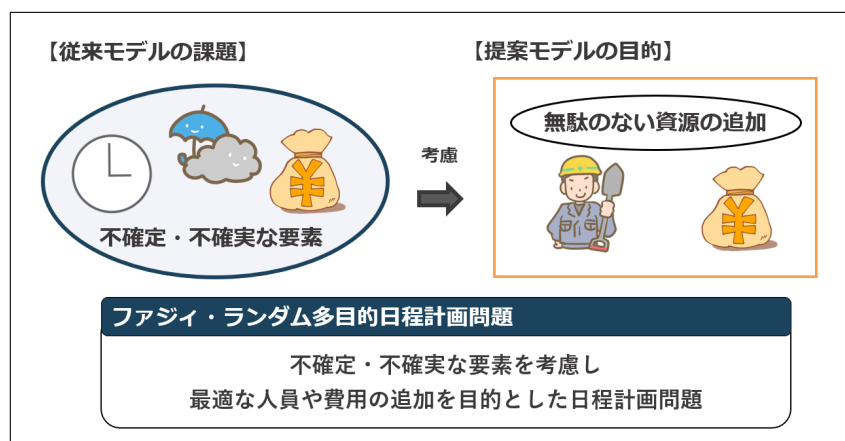 【従来モデルの課題】
【提案モデルの目的】
不確定・不確実な要素
考慮
無駄のない資源の追加
ファジィ・ランダム多目的日程計画問題
不確定・不確実な要素を考慮し
最適な人員や費用の追加を目的とした日程計画問題